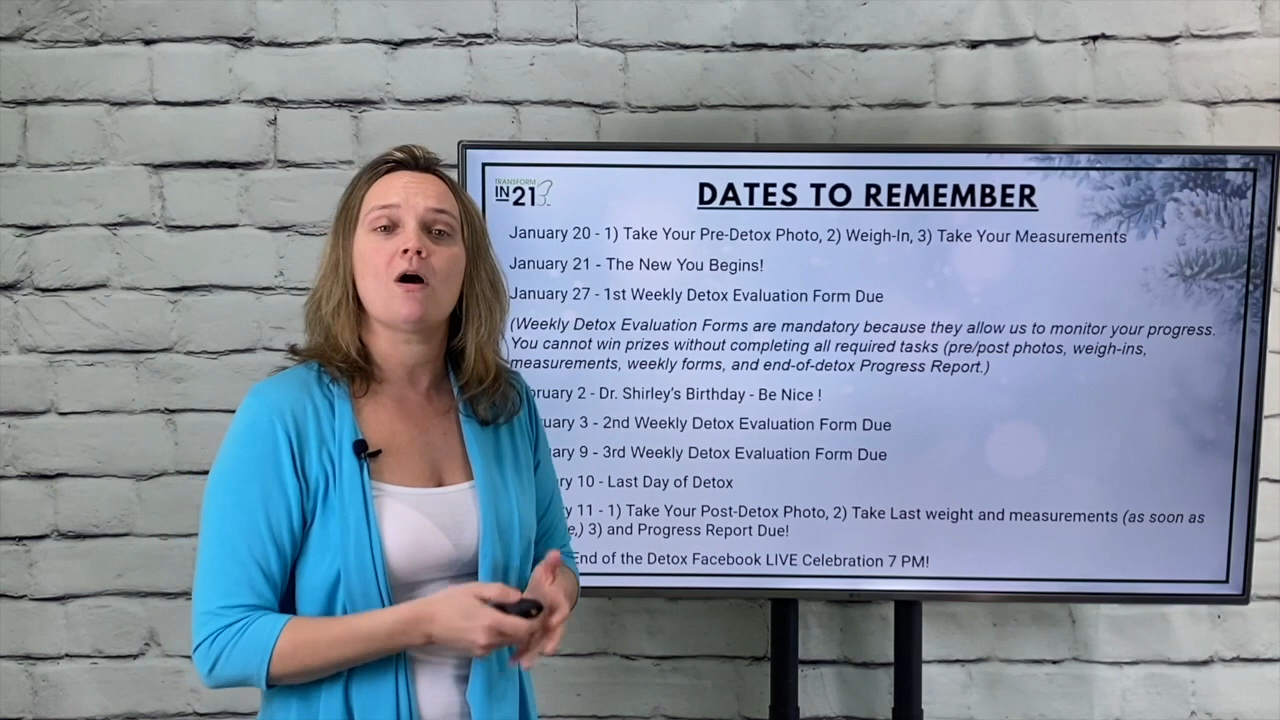 TRANSFORM
IN 21
DATES TO REMEMBER
January 20 - 1) Take Your Pre-Detox Photo, 2) Weigh-In, 3) Take Your Measurements
January 21 - The New You Begins!
January 27 - 1st Weekly Detox Evaluation Form Due
(Weekly Detox Evaluation Forms are mandatory because they allow us to monitor your progress.
You cannot win prizes without completing all required tasks (pre/post photos, weigh-ins,
measurements, weekly forms, and end-of-detox Progress Report.)
bruary 2 - Dr. Shirley's Birthday - Be Nice !
uary 3 - 2nd Weekly Detox Evaluation Form Due
ary 9 - 3rd Weekly Detox Evaluation Form Due
ry 10 - Last Day of Detox
y 11 - 1) Take Your Post-Detox Photo, 2) Take Last weight and measurements (as soon as
e,) 3) and Progress Report Due!
End of the Detox Facebook LIVE Celebration 7 PM!